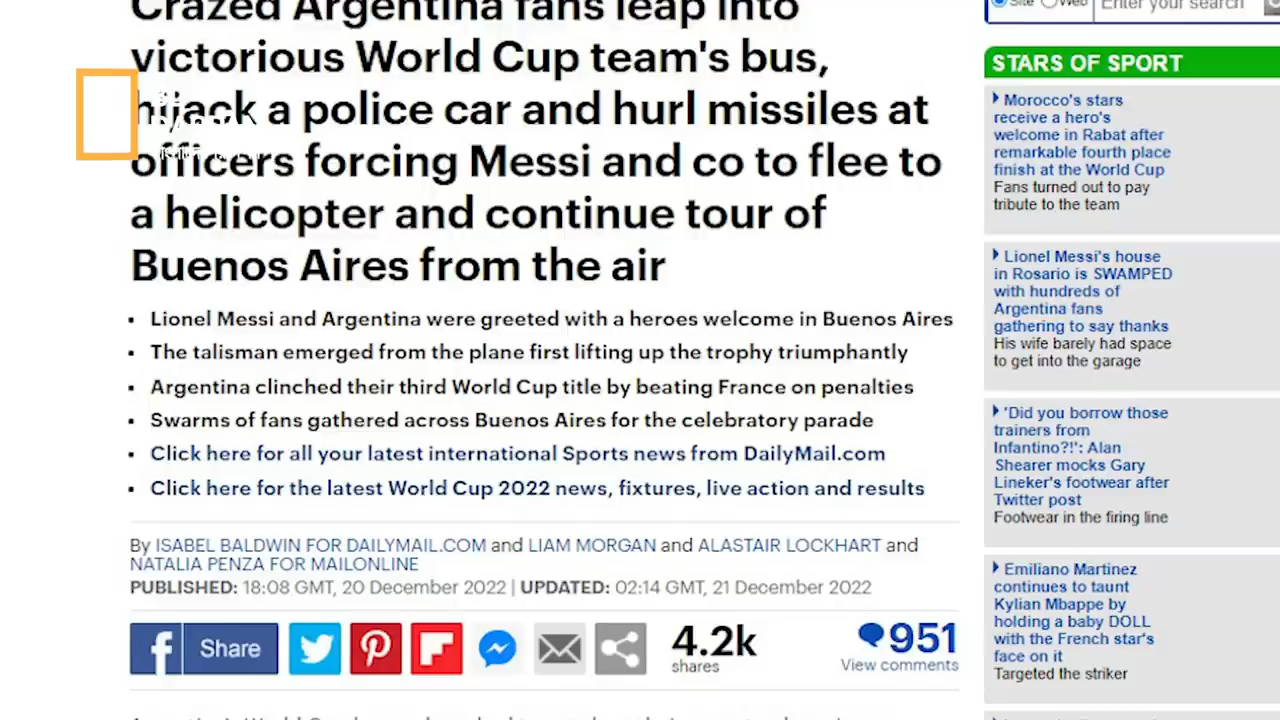 Crazed Argentina fans leap into
victorious World Cup team's bus,
hijack a police car and hurl missiles at
officers forcing Messi and co to flee to
a helicopter and continue tour of
Buenos Aires from the air
Lionel Messi and Argentina were greeted with a heroes welcome in Buenos Aires
The talisman emerged from the plane first lifting up the trophy triumphantly
Argentina clinched their third World Cup title by beating France on penalties
Swarms of fans gathered across Buenos Aires for the celebratory parade
Click here for all your latest international Sports news from DailyMail.com
Click here for the latest World Cup 2022 news, fixtures, live action and results
By ISABEL BALDWIN FOR DAILYMAIL.COM and LIAM MORGAN and ALASTAIR LOCKHART and
NATALIA PENZA FOR MAILONLINE
PUBLISHED: 18:08 GMT, 20 December 2022 | UPDATED: 02:14 GMT, 21 December 2022
Share
4.2k
shares
951
View comments
Site Web Enter your search
STARS OF SPORT
Morocco's stars
receive a hero's
welcome in Rabat after
remarkable fourth place
finish at the World Cup
Fans turned out to pay
tribute to the team
Lionel Messi's house
in Rosario is SWAMPED
with hundreds of
Argentina fans
gathering to say thanks
His wife barely had space
to get into the garage
'Did you borrow those
trainers from
Infantino?!': Alan
Shearer mocks Gary
Lineker's footwear after
Twitter post
Footwear in the firing line
Emiliano Martinez
continues to taunt
Kylian Mbappe by
holding a baby DOLL
with the French star's
face on it
Targeted the striker